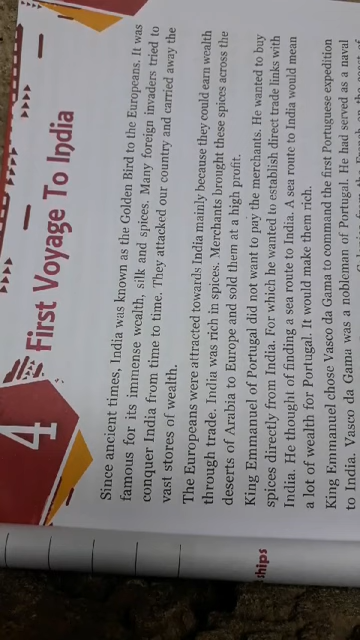 4
First Voyage To India
Since ancient times, India was known as the Golden Bird to the Europeans. It was
famous for its immense wealth, silk and spices. Many foreign invaders tried to
conquer India from time to time. They attacked our country and carried away the
vast stores of wealth.
The Europeans were attracted towards India mainly because they could earn wealth
through trade. India was rich in spices. Merchants brought these spices across the
deserts of Arabia to Europe and sold them at a high profit.
King Emmanuel of Portugal did not want to pay the merchants. He wanted to buy
spices directly from India. For which he wanted to establish direct trade links with
India. He thought of finding a sea route to India. A sea route to India would mean
a lot of wealth for Portugal. It would make them rich.
King Emmanuel chose Vasco da Gama to command the first Portuguese expedition
to India. Vasco da Gama was a nobleman of Portugal. He had served as a naval
ships